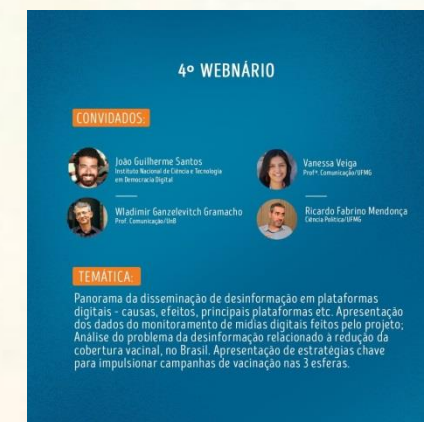 4º WEBNÁRIO
CONVIDADOS:
João Guilherme Santos
Instituto Nacional de Ciência e Tecnologia
em Democracia Digital
Vanessa Veiga
Profª. Comunicação/UFMG
Wladimir Ganzelevitch Gramacho
Prof. Comunicação/UnB
Ricardo Fabrino Mendonça
Ciência Política/UFMG
TEMÁTICA:
Panorama da disseminação de desinformação em plataformas
digitais - causas, efeitos, principais plataformas etc. Apresentação
dos dados do monitoramento de mídias digitais feitos pelo projeto;
Análise do problema da desinformação relacionado à redução da
cobertura vacinal, no Brasil. Apresentação de estratégias chave
para impulsionar campanhas de vacinação nas 3 esferas.